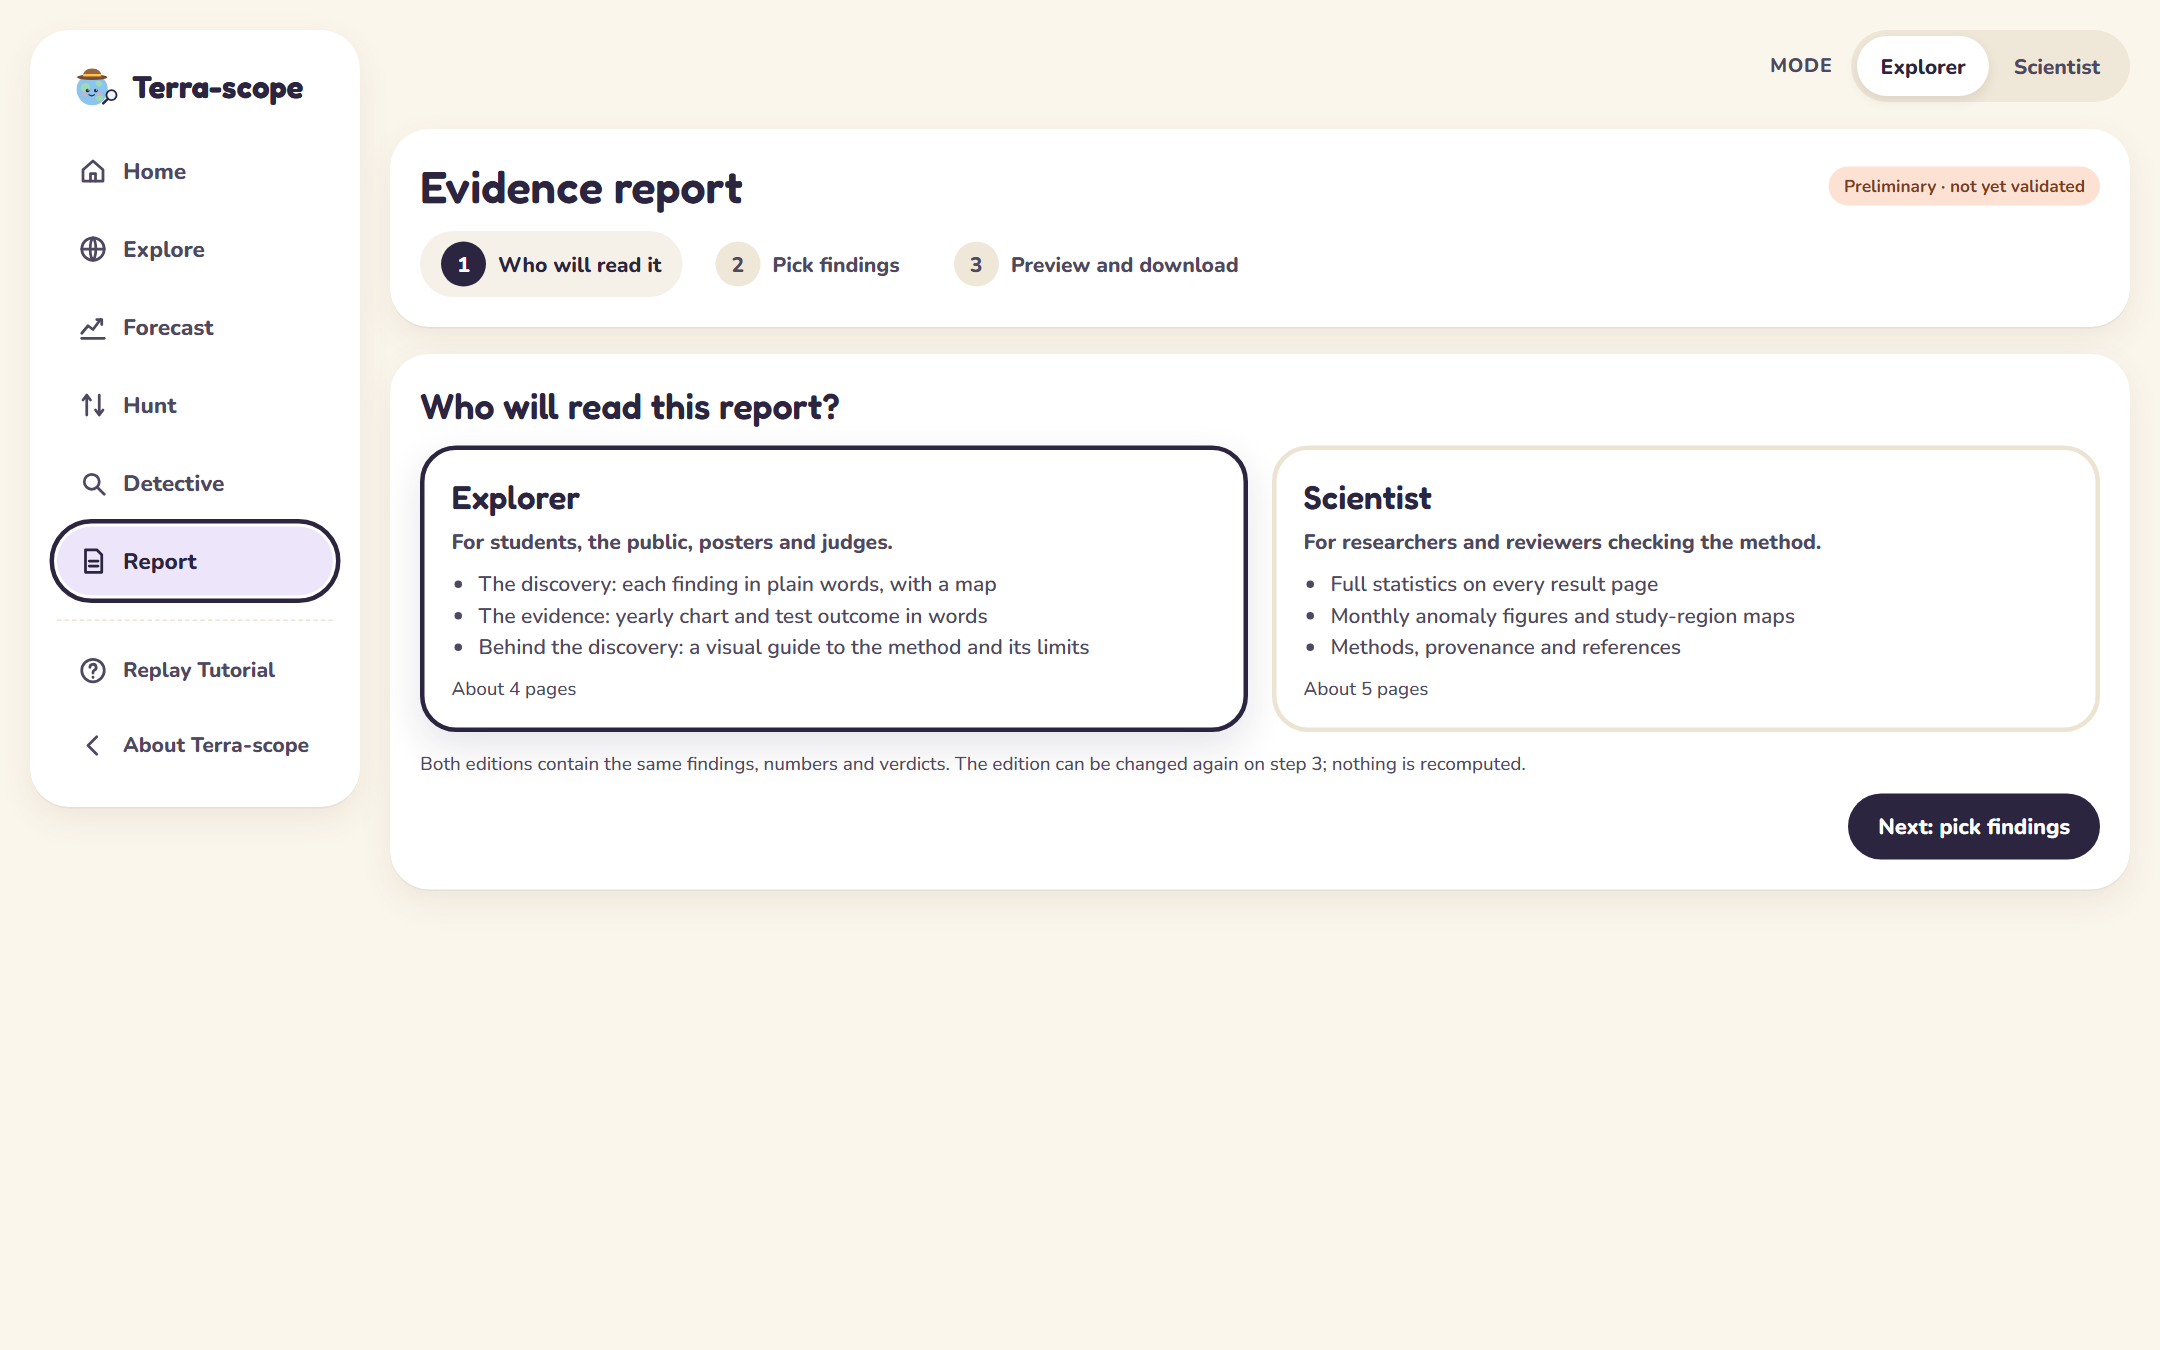 Terra-scope
Home
Explore
Forecast
Hunt
Detective
Report
Replay Tutorial
About Terra-scope
MODE
Explorer
Scientist
Evidence report
Preliminary · not yet validated
1 Who will read it
2 Pick findings
3 Preview and download
Who will read this report?
Explorer
For students, the public, posters and judges.
• The discovery: each finding in plain words, with a map
• The evidence: yearly chart and test outcome in words
• Behind the discovery: a visual guide to the method and its limits
About 4 pages
Scientist
For researchers and reviewers checking the method.
• Full statistics on every result page
• Monthly anomaly figures and study-region maps
• Methods, provenance and references
About 5 pages
Both editions contain the same findings, numbers and verdicts. The edition can be changed again on step 3; nothing is recomputed.
Next: pick findings